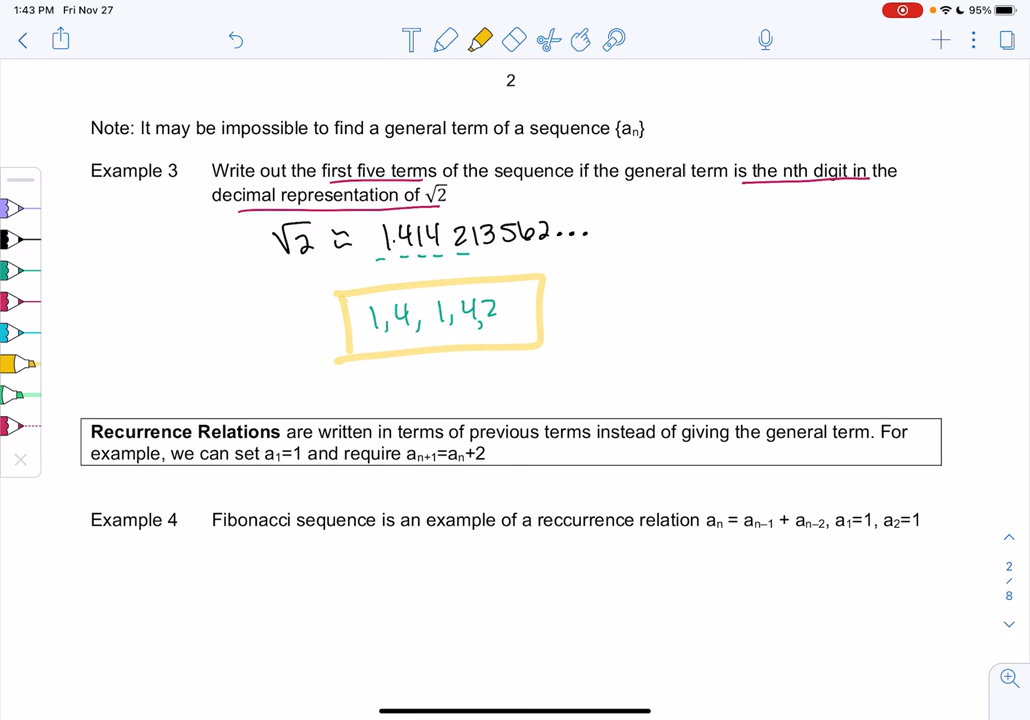 1:43 PM Fri Nov 27
95%
T
2
Note: It may be impossible to find a general term of a sequence {aₙ}
Example 3 Write out the first five terms of the sequence if the general term is the nth digit in the
decimal representation of √2
√2 ≈ 1.414 213562...
1, 4, 1, 4, 2
Recurrence Relations are written in terms of previous terms instead of giving the general term. For
example, we can set a₁=1 and require aₙ₊₁=aₙ+2
Example 4 Fibonacci sequence is an example of a reccurrence relation aₙ = aₙ₋₁ + aₙ₋₂, a₁=1, a₂=1
2
/
8